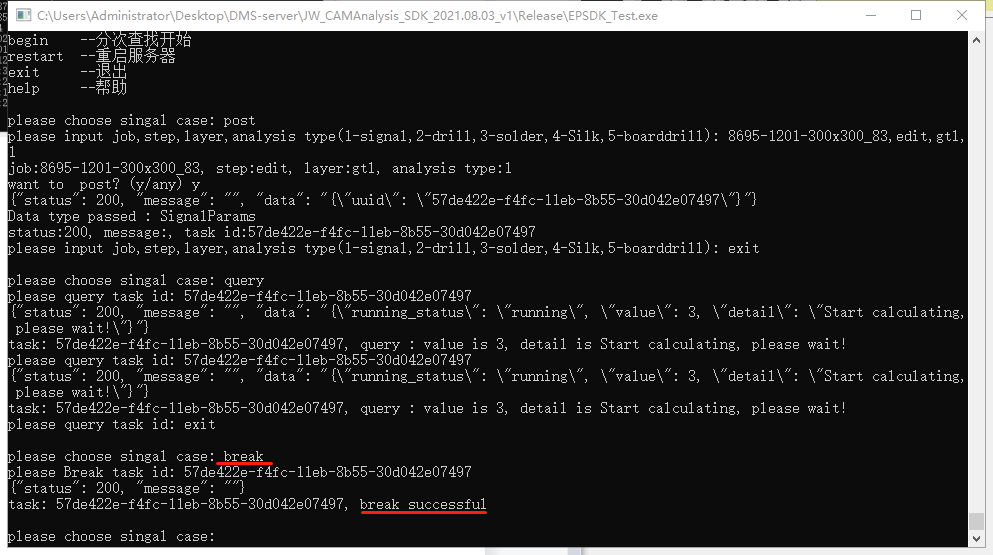 C:\Users\Administrator\Desktop\DMS-server\JW_CAMAnalysis_SDK_2021.08.03_v1\Release\EPSDK_Test.exe
begin    --分次查找开始
restart  --重启服务器
exit     --退出
help     --帮助
please choose singal case: post
please input job,step,layer,analysis type(1-signal,2-drill,3-solder,4-Silk,5-boarddrill): 8695-1201-300x300_83,edit,gtl,
1
job:8695-1201-300x300_83, step:edit, layer:gtl, analysis type:1
want to  post? (y/any) y
{"status": 200, "message": "", "data": "{\"uuid\": \"57de422e-f4fc-11eb-8b55-30d042e07497\"}"}
Data type passed : SignalParams
status:200, message:, task id:57de422e-f4fc-11eb-8b55-30d042e07497
please input job,step,layer,analysis type(1-signal,2-drill,3-solder,4-Silk,5-boarddrill): exit
please choose singal case: query
please query task id: 57de422e-f4fc-11eb-8b55-30d042e07497
{"status": 200, "message": "", "data": "{\"running_status\": \"running\", \"value\": 3, \"detail\": \"Start calculating,
 please wait!\"}"}
task: 57de422e-f4fc-11eb-8b55-30d042e07497, query : value is 3, detail is Start calculating, please wait!
please query task id: 57de422e-f4fc-11eb-8b55-30d042e07497
{"status": 200, "message": "", "data": "{\"running_status\": \"running\", \"value\": 3, \"detail\": \"Start calculating,
 please wait!\"}"}
task: 57de422e-f4fc-11eb-8b55-30d042e07497, query : value is 3, detail is Start calculating, please wait!
please query task id: exit
please choose singal case: break
please Break task id: 57de422e-f4fc-11eb-8b55-30d042e07497
{"status": 200, "message": ""}
task: 57de422e-f4fc-11eb-8b55-30d042e07497, break successful
please choose singal case: